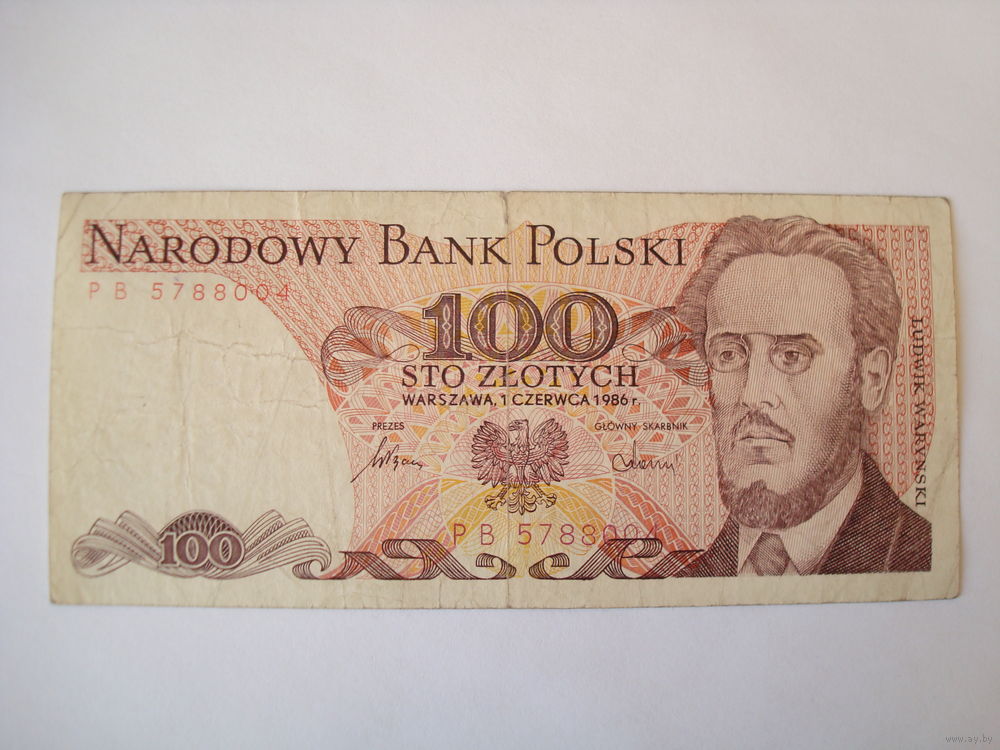 NARODOWY BANK POLSKI
PB 5788004
100
STO ZŁOTYCH
WARSZAWA, 1 CZERWCA 1986 r.
PREZES
GŁÓWNY SKARBNIK
LUDWIK WARYŃSKI
PB 5788004
100
www.ay.by